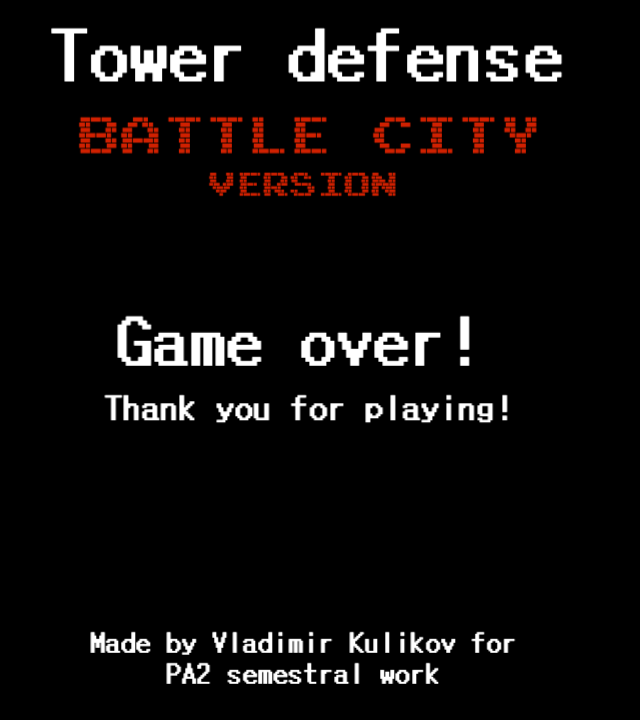 Tower defense
BATTLE CITY
VERSION
Game over!
Thank you for playing!
Made by Vladimir Kulikov for
PA2 semestral work